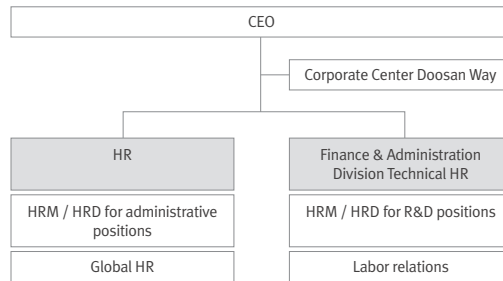 CEO
Corporate Center Doosan Way
HR
Finance & Administration
Division Technical HR
HRM / HRD for administrative
positions
HRM / HRD for R&D positions
Global HR
Labor relations